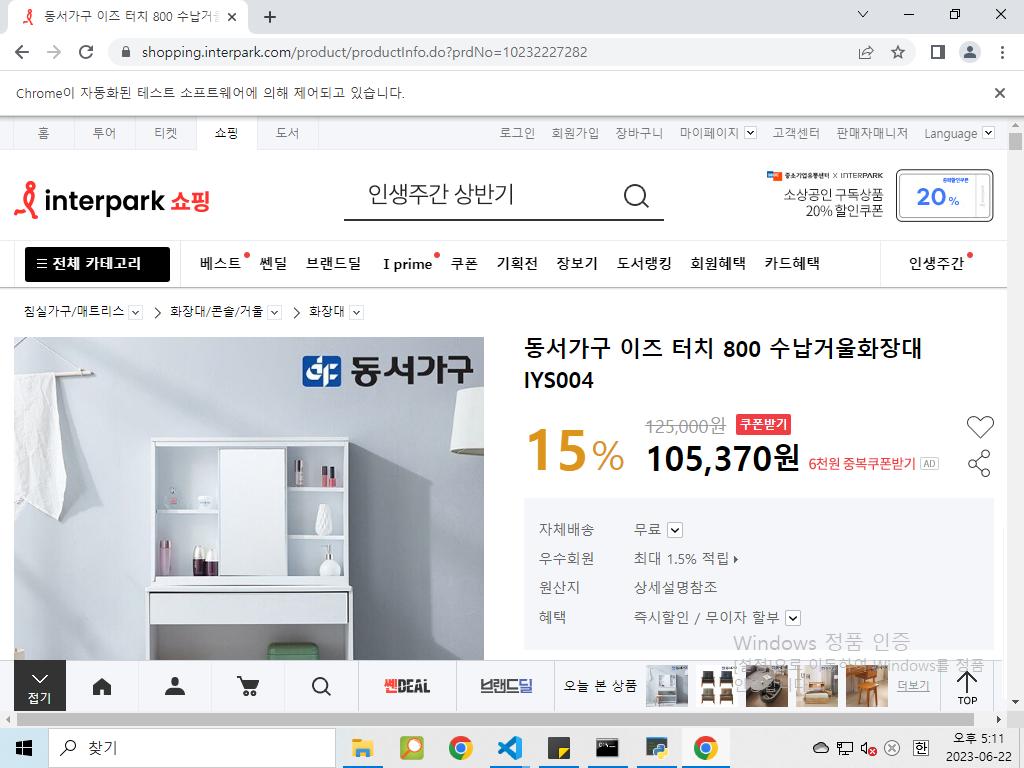 동서가구 이즈 터치 800 수납거울
Chrome이 자동화된 테스트 소프트웨어에 의해 제어되고 있습니다.
shopping.interpark.com/product/productInfo.do?prdNo=10232227282
홈 투어 티켓 쇼핑 도서 로그인 회원가입 장바구니 마이페이지 고객센터 판매자매니저 Language
interpark 쇼핑
인생주간 상반기
중소기업유통센터 X INTERPARK
소상공인 구독상품
20% 할인쿠폰
20%
전체 카테고리 베스트 쎈딜 브랜드딜 I prime 쿠폰 기획전 장보기 도서랭킹 회원혜택 카드혜택 인생주간
침실가구/매트리스 화장대/콘솔/거울 화장대
동서가구
동서가구 이즈 터치 800 수납거울화장대
IYS004
15%
125,000원 쿠폰받기
105,370원 6천원 중복쿠폰받기 AD
자체배송 무료
우수회원 최대 1.5% 적립
원산지 상세설명참조
혜택 즉시할인 / 무이자 할부
Windows 정품 인증
[설정]으로 이동하여 Windows를 정품
접기
쎈DEAL
브랜드딜
오늘 본 상품
더보기
TOP
찾기
한
오후 5:11
2023-06-22